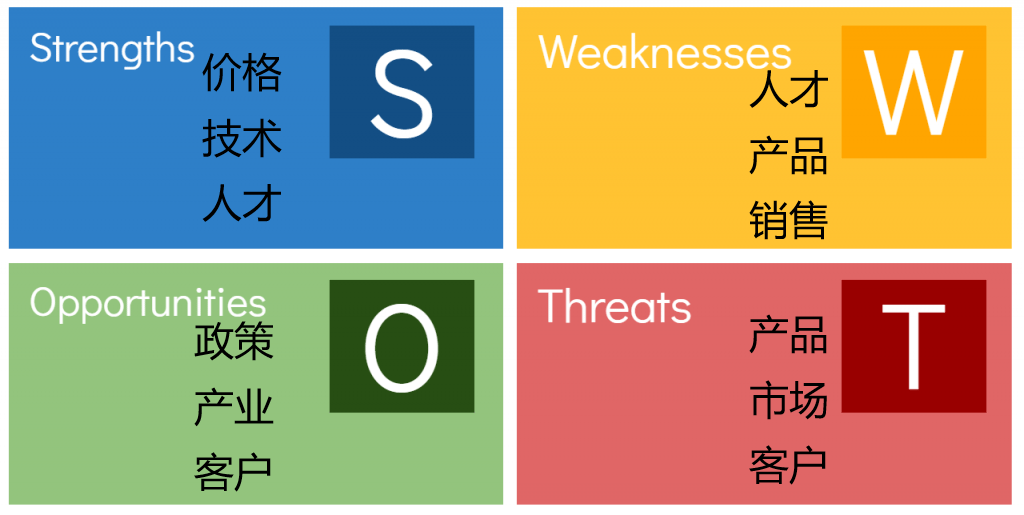 Strengths
S
价格
技术
人才
Weaknesses
W
人才
产品
销售
Opportunities
O
政策
产业
客户
Threats
T
产品
市场
客户